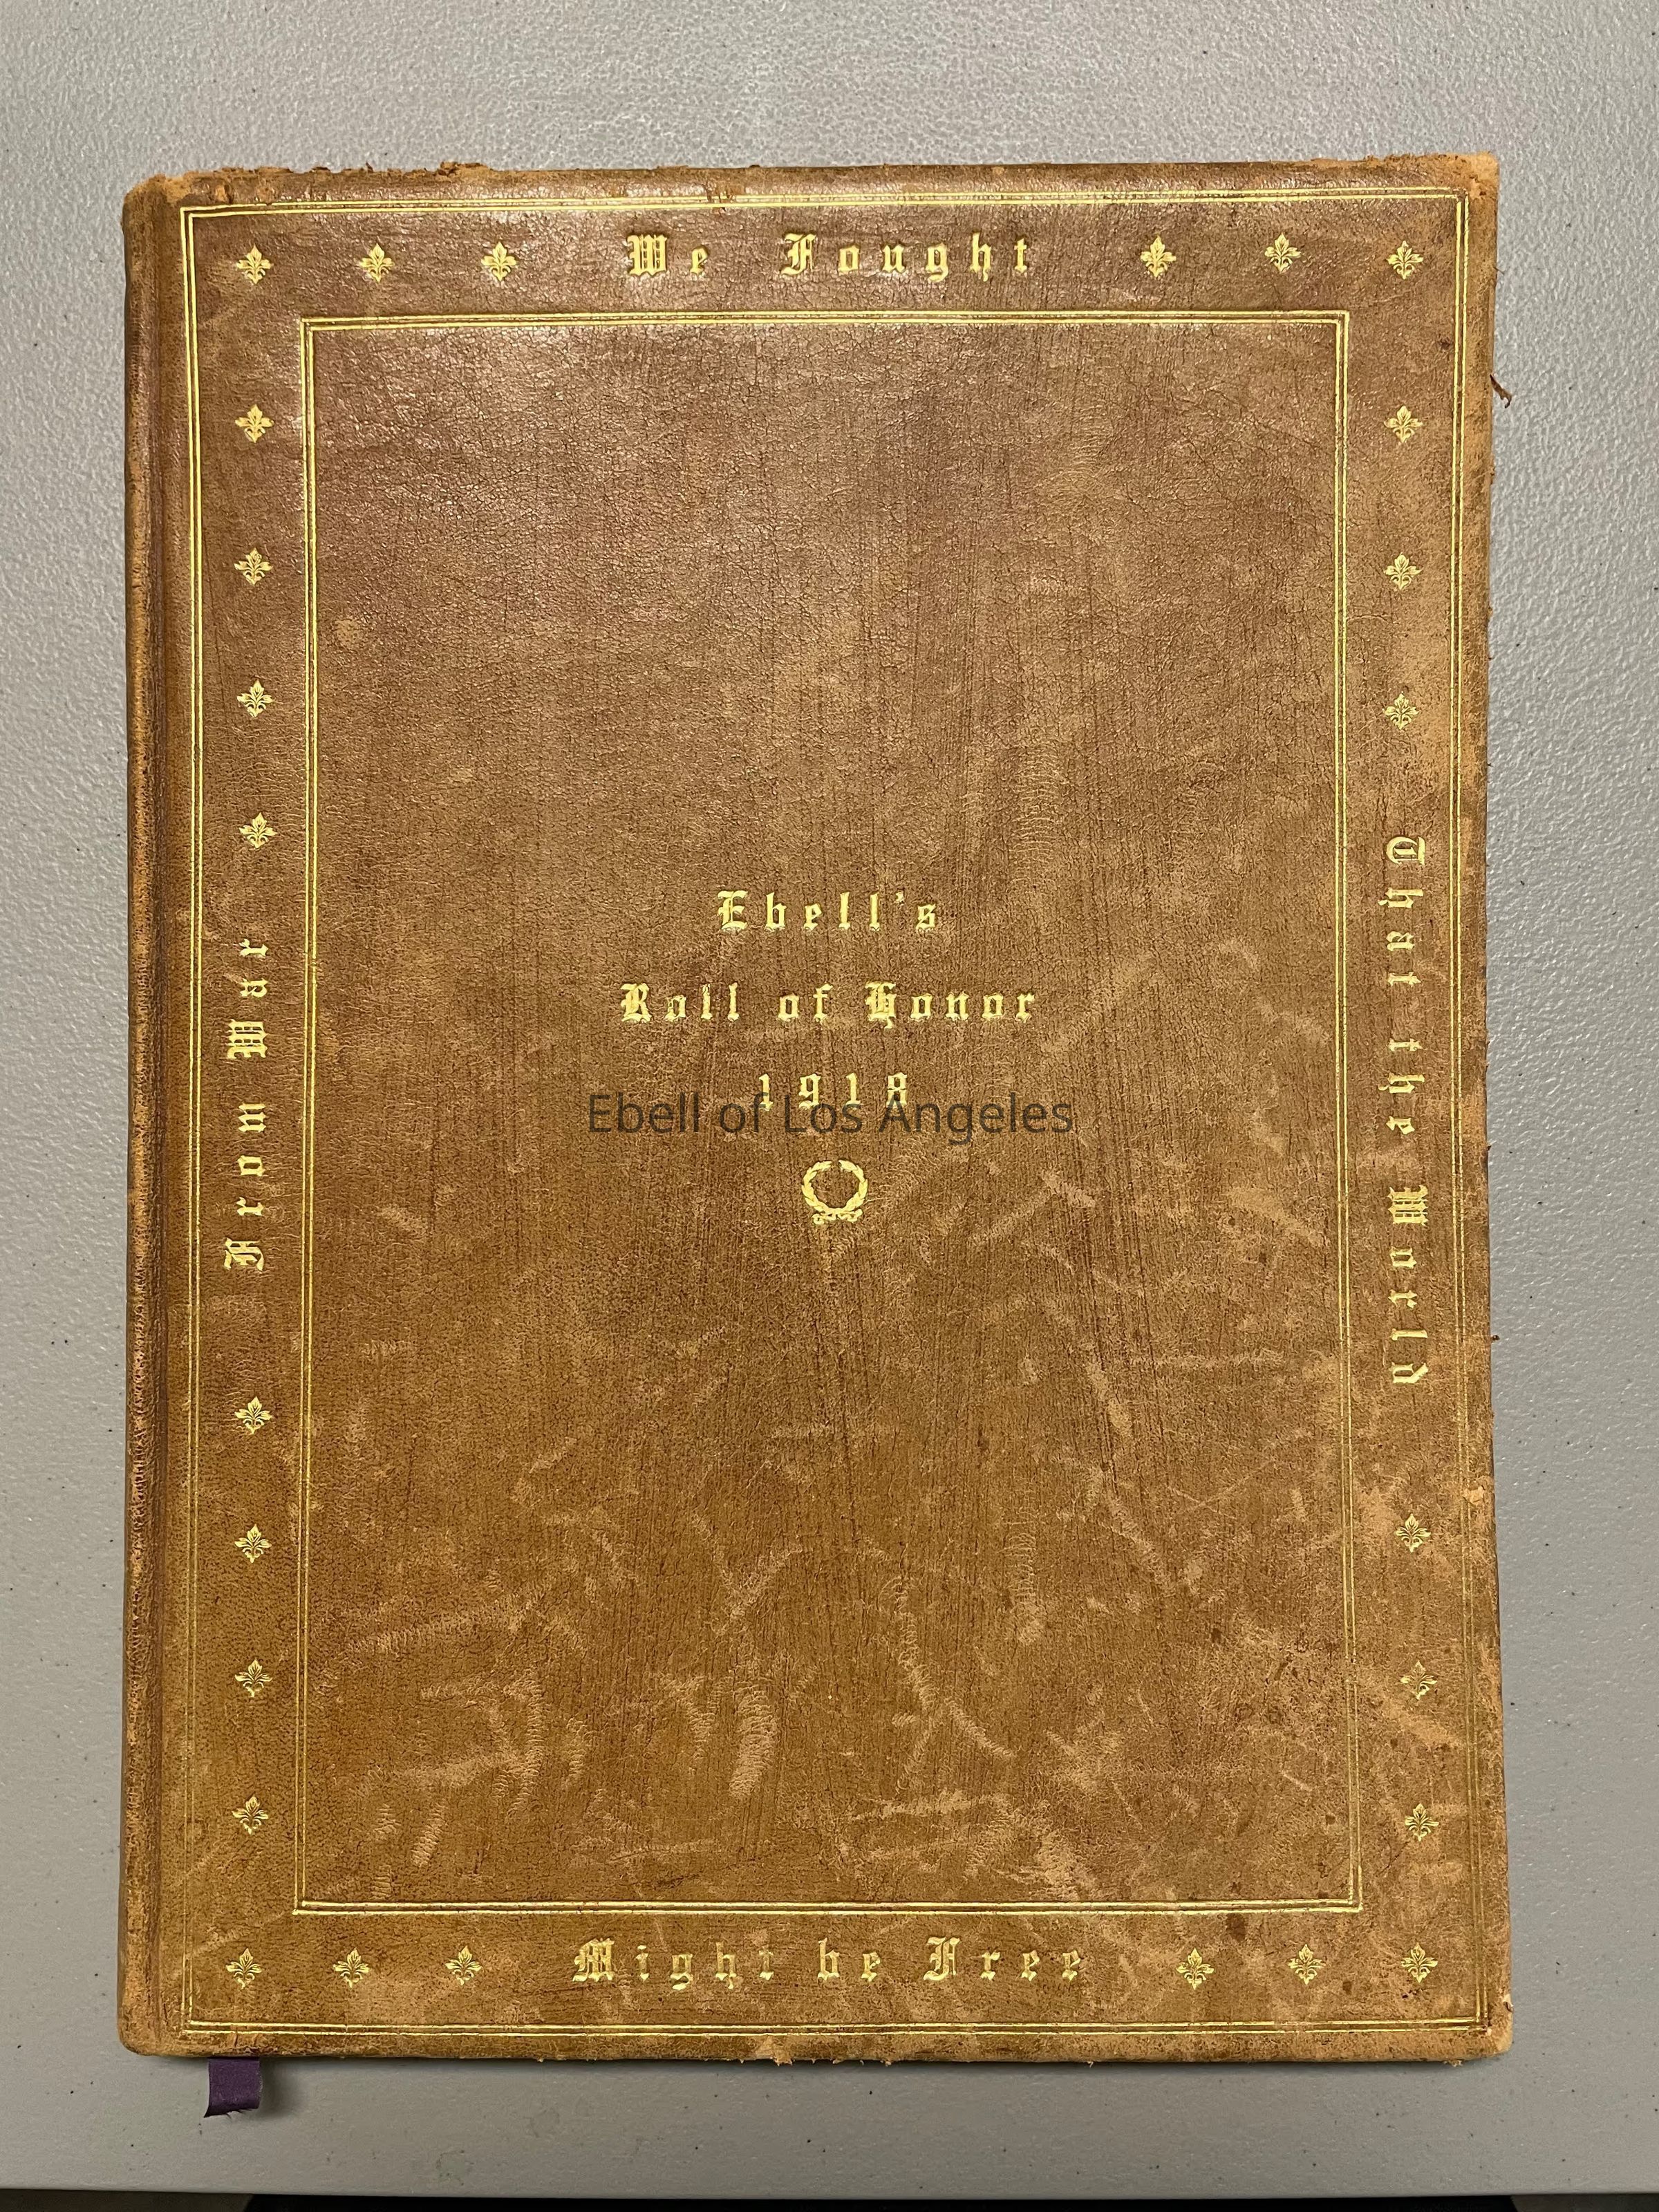 We Fought
That the World
Might be Free
From War
Ebell's
Roll of Honor
1918
Ebell of Los Angeles